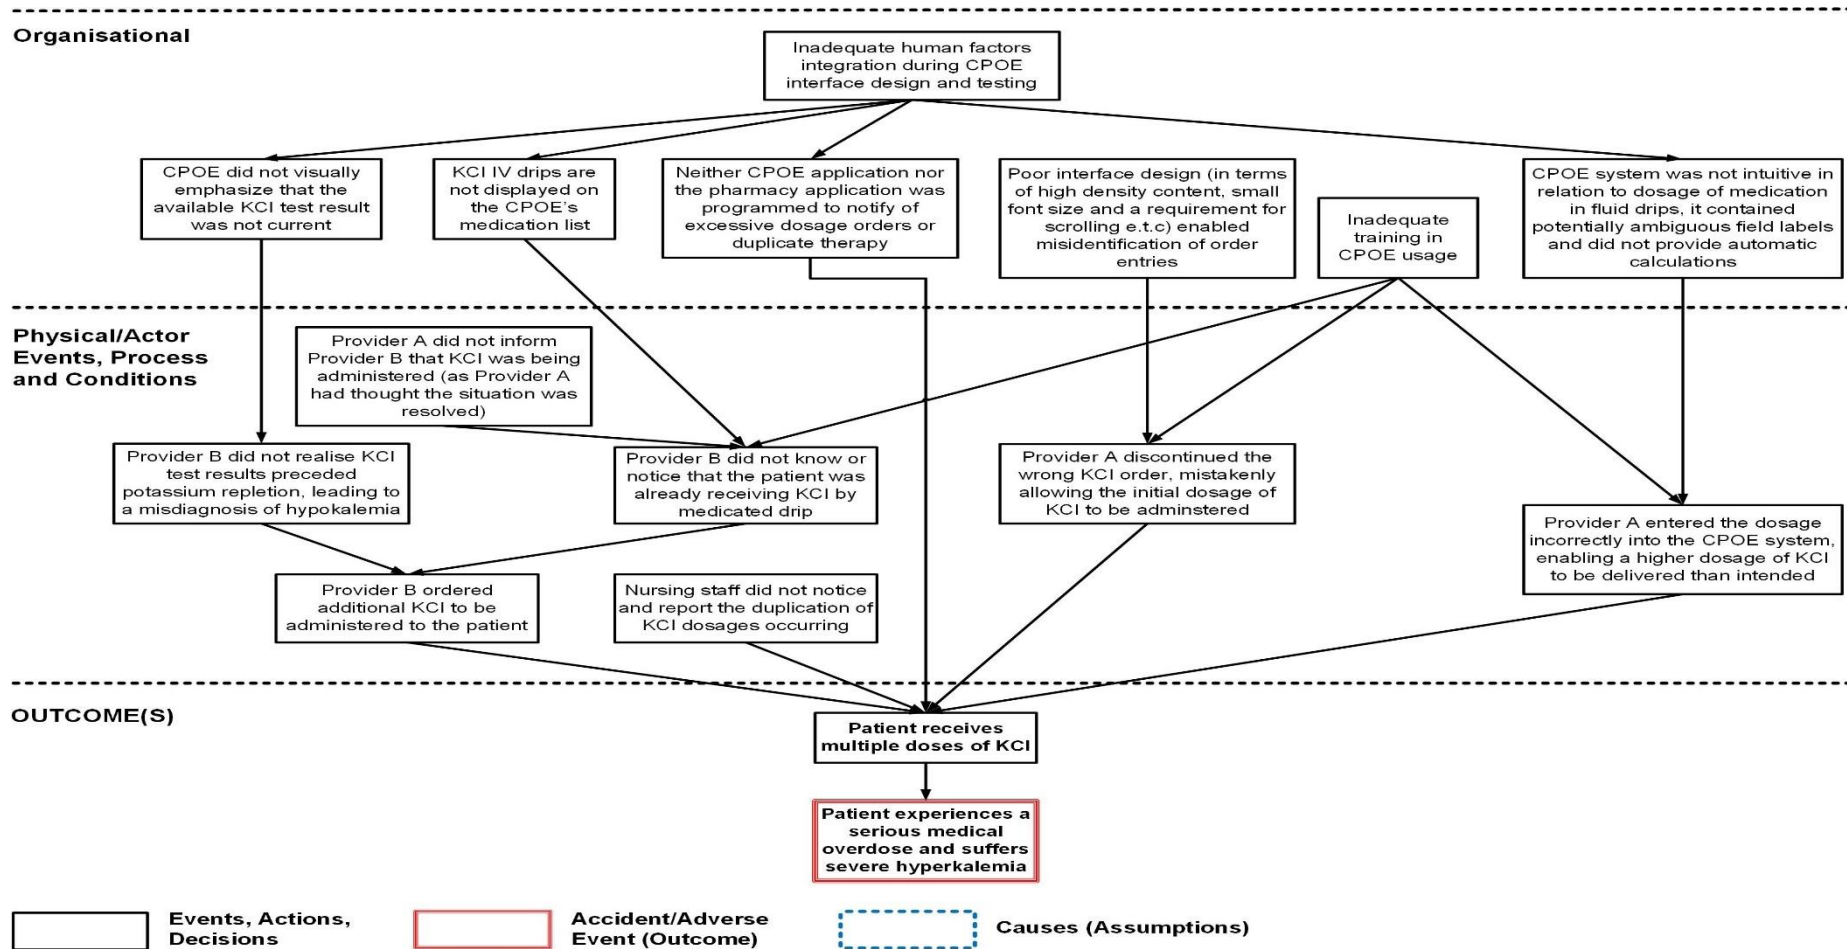 Organisational
Inadequate human factors
integration during CPOE
interface design and testing
CPOE did not visually
emphasize that the
available KCI test result
was not current
KCI IV drips are
not displayed on
the CPOE's
medication list
Neither CPOE application nor
the pharmacy application was
programmed to notify of
excessive dosage orders or
duplicate therapy
Poor interface design (in terms
of high density content, small
font size and a requirement for
scrolling e.t.c) enabled
misidentification of order
entries
Inadequate
training in
CPOE usage
CPOE system was not intuitive in
relation to dosage of medication
in fluid drips, it contained
potentially ambiguous field labels
and did not provide automatic
calculations
Physical/Actor
Events, Process
and Conditions
Provider A did not inform
Provider B that KCI was being
administered (as Provider A
had thought the situation was
resolved)
Provider B did not realise KCI
test results preceded
potassium repletion, leading to
a misdiagnosis of hypokalemia
Provider B did not know or
notice that the patient was
already receiving KCI by
medicated drip
Provider A discontinued the
wrong KCI order, mistakenly
allowing the initial dosage of
KCI to be adminstered
Provider A entered the dosage
incorrectly into the CPOE system,
enabling a higher dosage of KCI
to be delivered than intended
Provider B ordered
additional KCI to be
administered to the patient
Nursing staff did not notice
and report the duplication of
KCI dosages occurring
OUTCOME(S)
Patient receives
multiple doses of KCI
Patient experiences a
serious medical
overdose and suffers
severe hyperkalemia
Events, Actions,
Decisions
Accident/Adverse
Event (Outcome)
Causes (Assumptions)